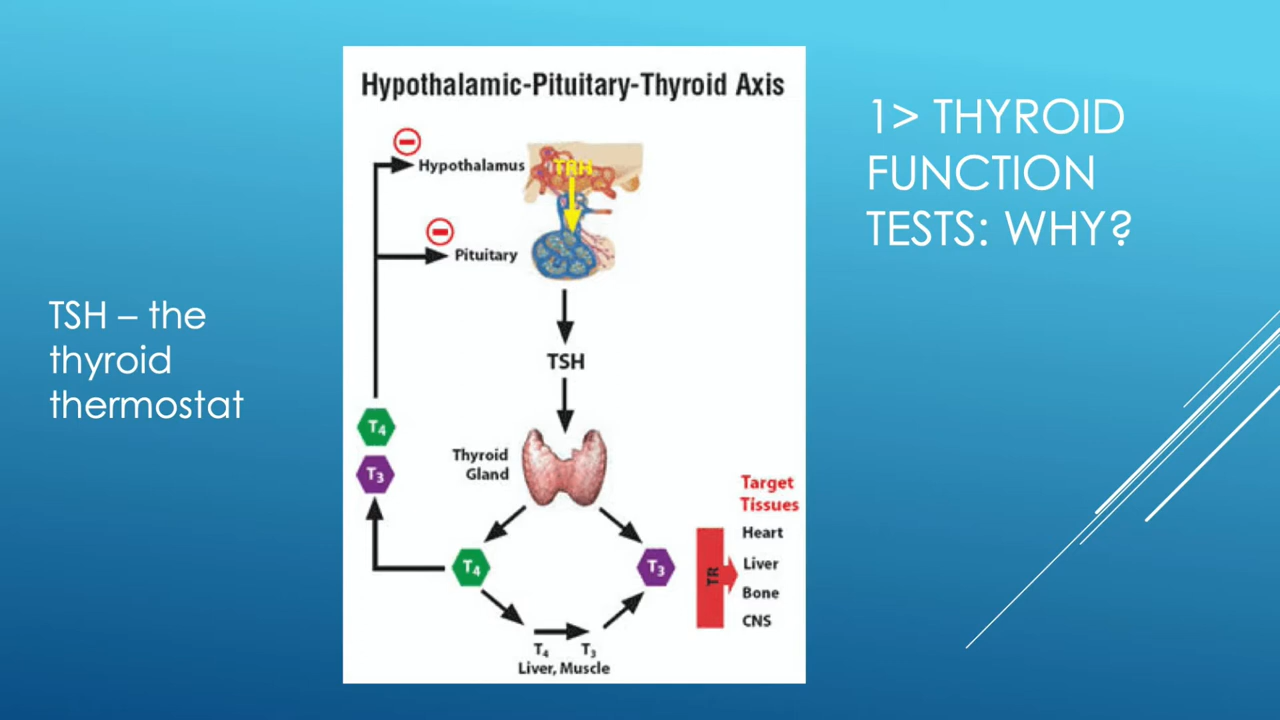 TSH – the
thyroid
thermostat
Hypothalamic-Pituitary-Thyroid Axis
Hypothalamus
TRH
Pituitary
TSH
T4
T3
Thyroid
Gland
T4
T3
T4 T3
Liver, Muscle
TR
Target
Tissues
Heart
Liver
Bone
CNS
1> THYROID
FUNCTION
TESTS: WHY?